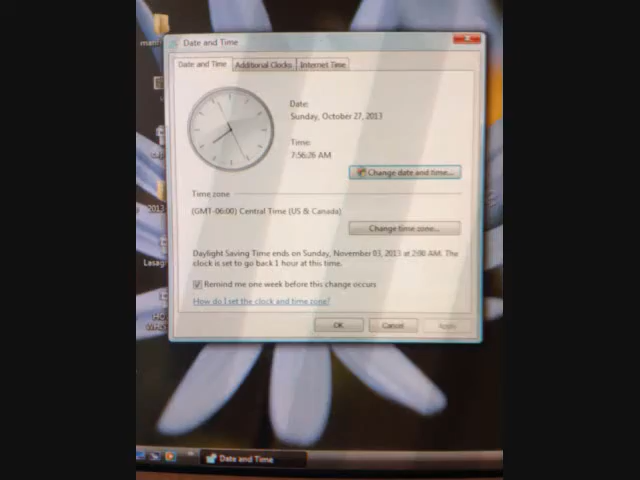 Date and Time
Date and Time
Additional Clocks
Internet Time
Date:
Sunday, October 27, 2013
Time:
7:56:26 AM
Change date and time...
Time zone
(GMT-06:00) Central Time (US & Canada)
Change time zone...
Daylight Saving Time ends on Sunday, November 03, 2013 at 2:00 AM. The
clock is set to go back 1 hour at this time.
Remind me one week before this change occurs
How do I set the clock and time zone?
OK
Cancel
Apply
2013
Lasag
Date and Time